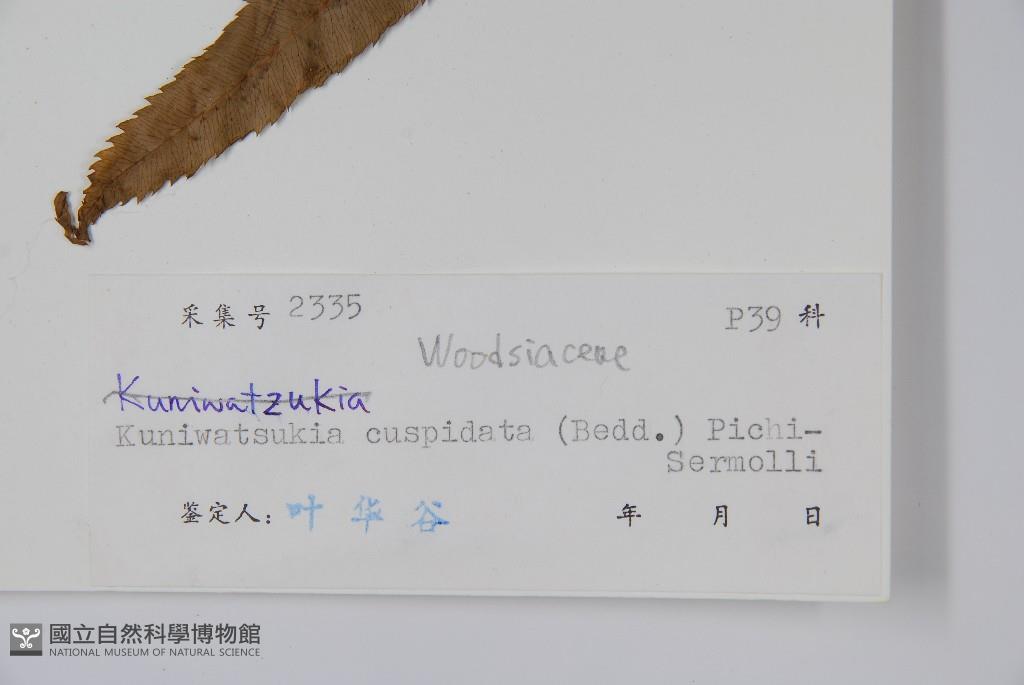 采集号 2335 P39 科
Woodsiaceae
Kuniwatzukia
Kuniwatsukia cuspidata (Bedd.) Pichi-
Sermolli
鉴定人: 叶华谷 年 月 日
國立自然科學博物館
NATIONAL MUSEUM OF NATURAL SCIENCE